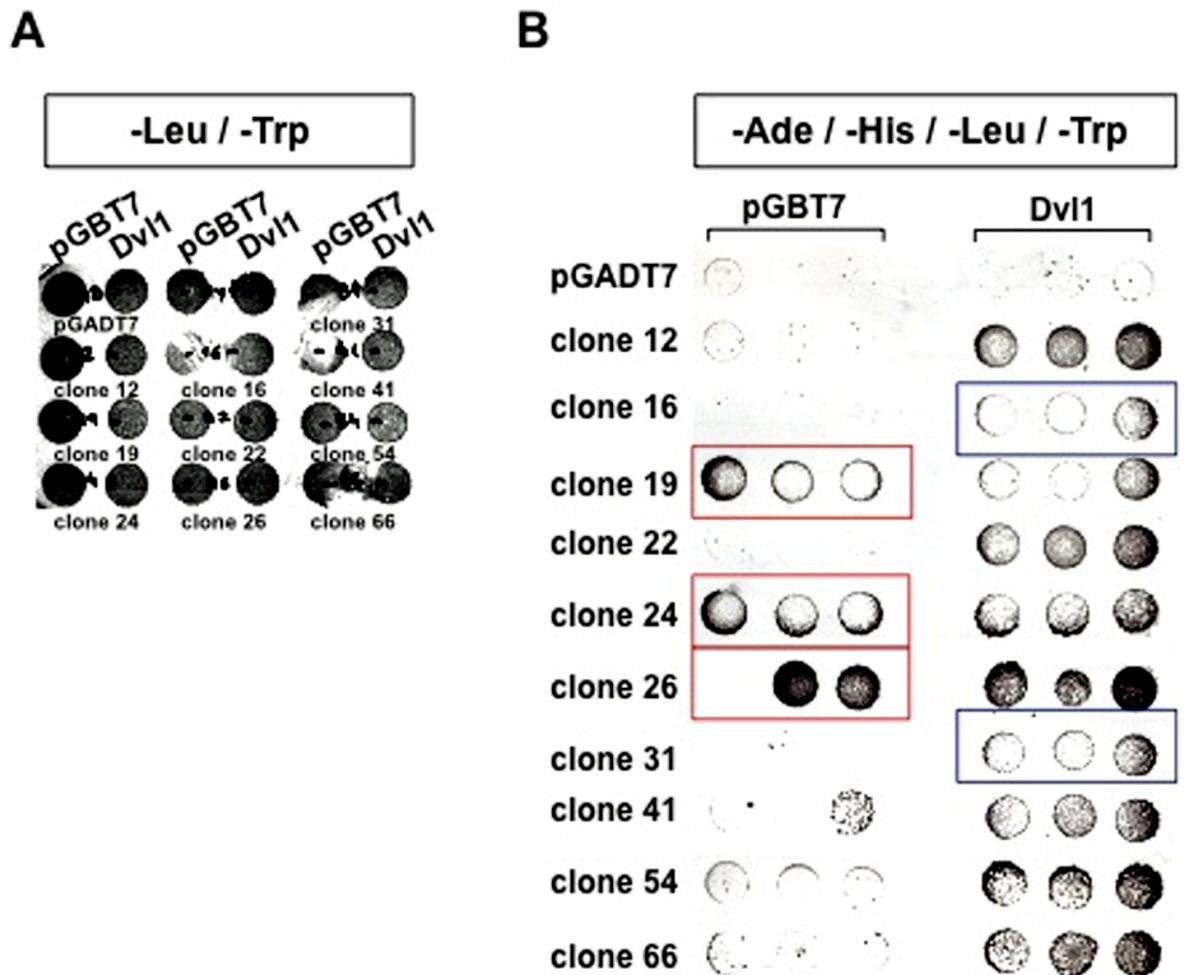 A
B
-Leu / -Trp
-Ade / -His / -Leu / -Trp
pGBT7 Dvl1 pGBT7 Dvl1 pGBT7 Dvl1
pGADT7 clone 31
clone 12 clone 16 clone 41
clone 19 clone 22 clone 54
clone 24 clone 26 clone 66
pGBT7 Dvl1
pGADT7
clone 12
clone 16
clone 19
clone 22
clone 24
clone 26
clone 31
clone 41
clone 54
clone 66